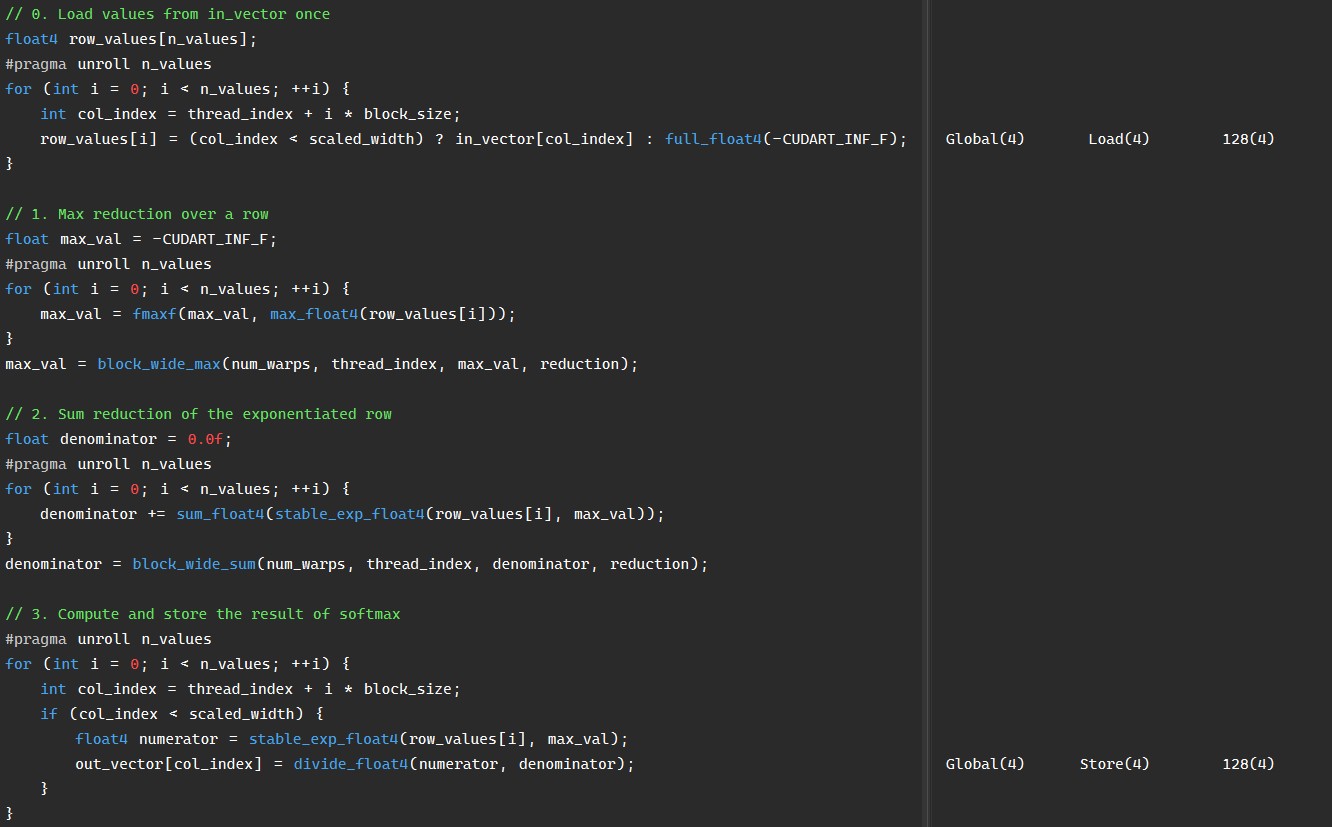 // 0. Load values from in_vector once
float4 row_values[n_values];
#pragma unroll n_values
for (int i = 0; i < n_values; ++i) {
    int col_index = thread_index + i * block_size;
    row_values[i] = (col_index < scaled_width) ? in_vector[col_index] : full_float4(-CUDART_INF_F); Global(4) Load(4) 128(4)
}

// 1. Max reduction over a row
float max_val = -CUDART_INF_F;
#pragma unroll n_values
for (int i = 0; i < n_values; ++i) {
    max_val = fmaxf(max_val, max_float4(row_values[i]));
}
max_val = block_wide_max(num_warps, thread_index, max_val, reduction);

// 2. Sum reduction of the exponentiated row
float denominator = 0.0f;
#pragma unroll n_values
for (int i = 0; i < n_values; ++i) {
    denominator += sum_float4(stable_exp_float4(row_values[i], max_val));
}
denominator = block_wide_sum(num_warps, thread_index, denominator, reduction);

// 3. Compute and store the result of softmax
#pragma unroll n_values
for (int i = 0; i < n_values; ++i) {
    int col_index = thread_index + i * block_size;
    if (col_index < scaled_width) {
        float4 numerator = stable_exp_float4(row_values[i], max_val);
        out_vector[col_index] = divide_float4(numerator, denominator); Global(4) Store(4) 128(4)
    }
}